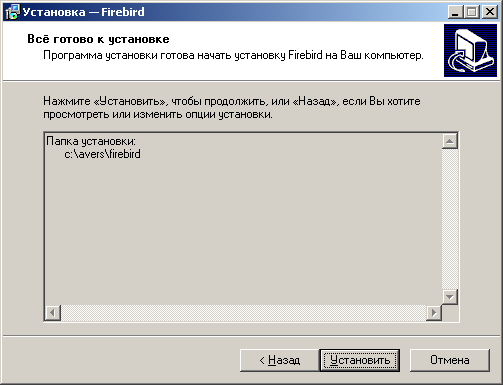 Установка — Firebird
Всё готово к установке
Программа установки готова начать установку Firebird на Ваш компьютер.
Нажмите «Установить», чтобы продолжить, или «Назад», если Вы хотите
просмотреть или изменить опции установки.
Папка установки:
c:\avers\firebird
< Назад
Установить
Отмена